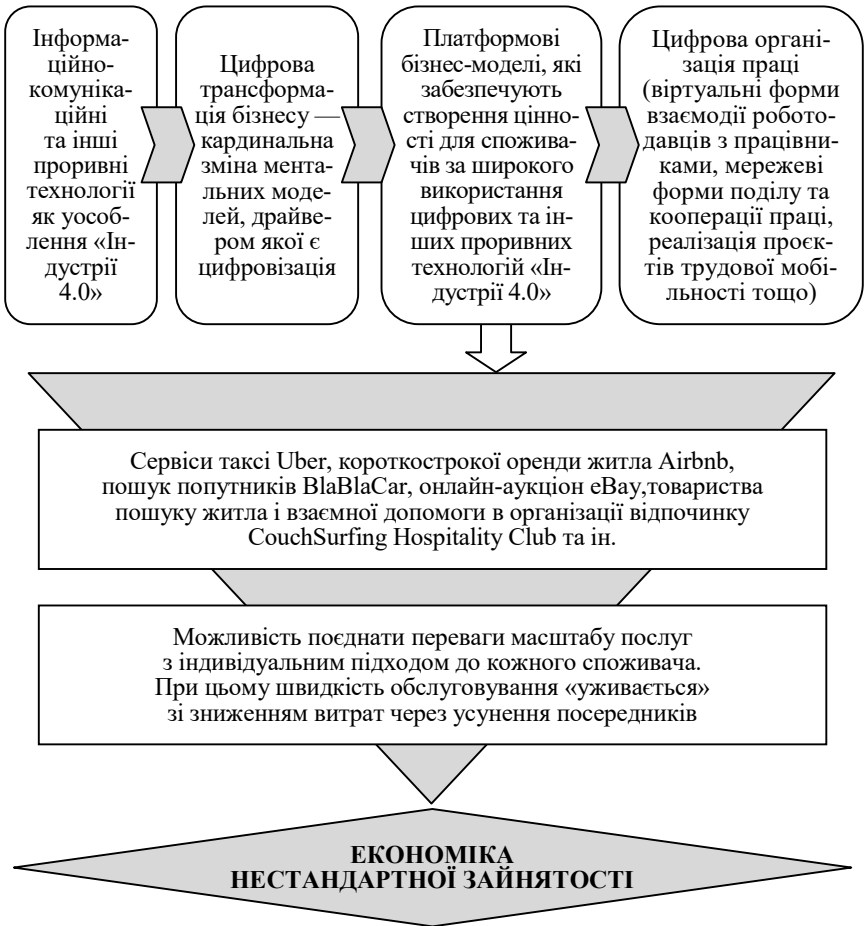 Інформа-
ційно-
комуніка-
ційні
та інші
проривні
технології
як уособ-
лення «Ін-
дустрії
4.0»
Цифрова
трансформа-
ція бізнесу —
кардинальна
зміна мента-
льних моде-
лей, драйве-
ром якої є
цифровізація
Платформові
бізнес-моделі, які
забезпечують
створення цінно-
сті для спожива-
чів за широкого
використання
цифрових та ін-
ших проривних
технологій «Ін-
дустрії 4.0»
Цифрова органі-
зація праці
(віртуальні форми
взаємодії робото-
давців з працівни-
ками, мережеві
форми поділу та
кооперації праці,
реалізація проєк-
тів трудової мобі-
льності тощо)
Сервіси таксі Uber, короткострокої оренди житла Airbnb,
пошук попутників BlaBlaCar, онлайн-аукціон eBay,товариства
пошуку житла і взаємної допомоги в організації відпочинку
CouchSurfing Hospitality Club та ін.
Можливість поєднати переваги масштабу послуг
з індивідуальним підходом до кожного споживача.
При цьому швидкість обслуговування «уживається»
зі зниженням витрат через усунення посередників
ЕКОНОМІКА
НЕСТАНДАРТНОЇ ЗАЙНЯТОСТІ